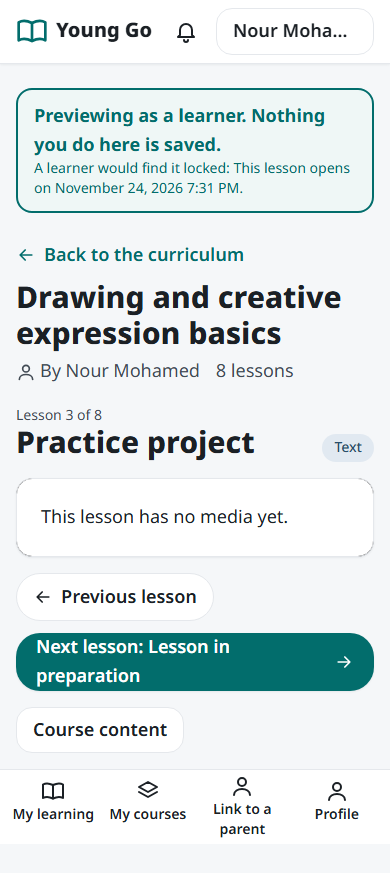 Young Go
Nour Moha...
Previewing as a learner. Nothing
you do here is saved.
A learner would find it locked: This lesson opens
on November 24, 2026 7:31 PM.
Back to the curriculum
Drawing and creative
expression basics
By Nour Mohamed 8 lessons
Lesson 3 of 8
Practice project
Text
This lesson has no media yet.
Previous lesson
Next lesson: Lesson in
preparation
Course content
My learning
My courses
Link to a
parent
Profile